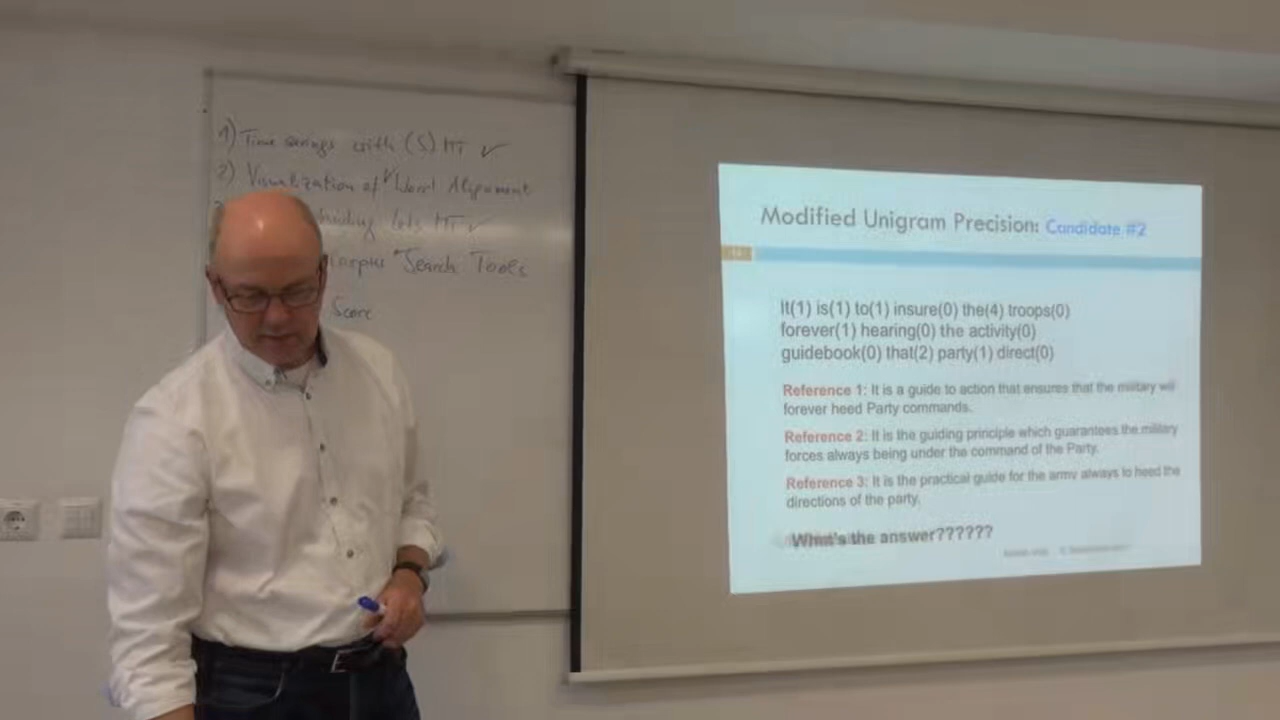 1) Time savings with (S) MT ✓
2) Visualization of Word Alignment
MT ✓
Search Tools
Score
Modified Unigram Precision: Candidate #2
It(1) is(1) to(1) insure(0) the(4) troops(0)
forever(1) hearing(0) the activity(0)
guidebook(0) that(2) party(1) direct(0)
Reference 1: It is a guide to action that ensures that the military will
forever heed Party commands.
Reference 2: It is the guiding principle which guarantees the military
forces always being under the command of the Party.
Reference 3: It is the practical guide for the army always to heed the
directions of the party.
What's the answer??????